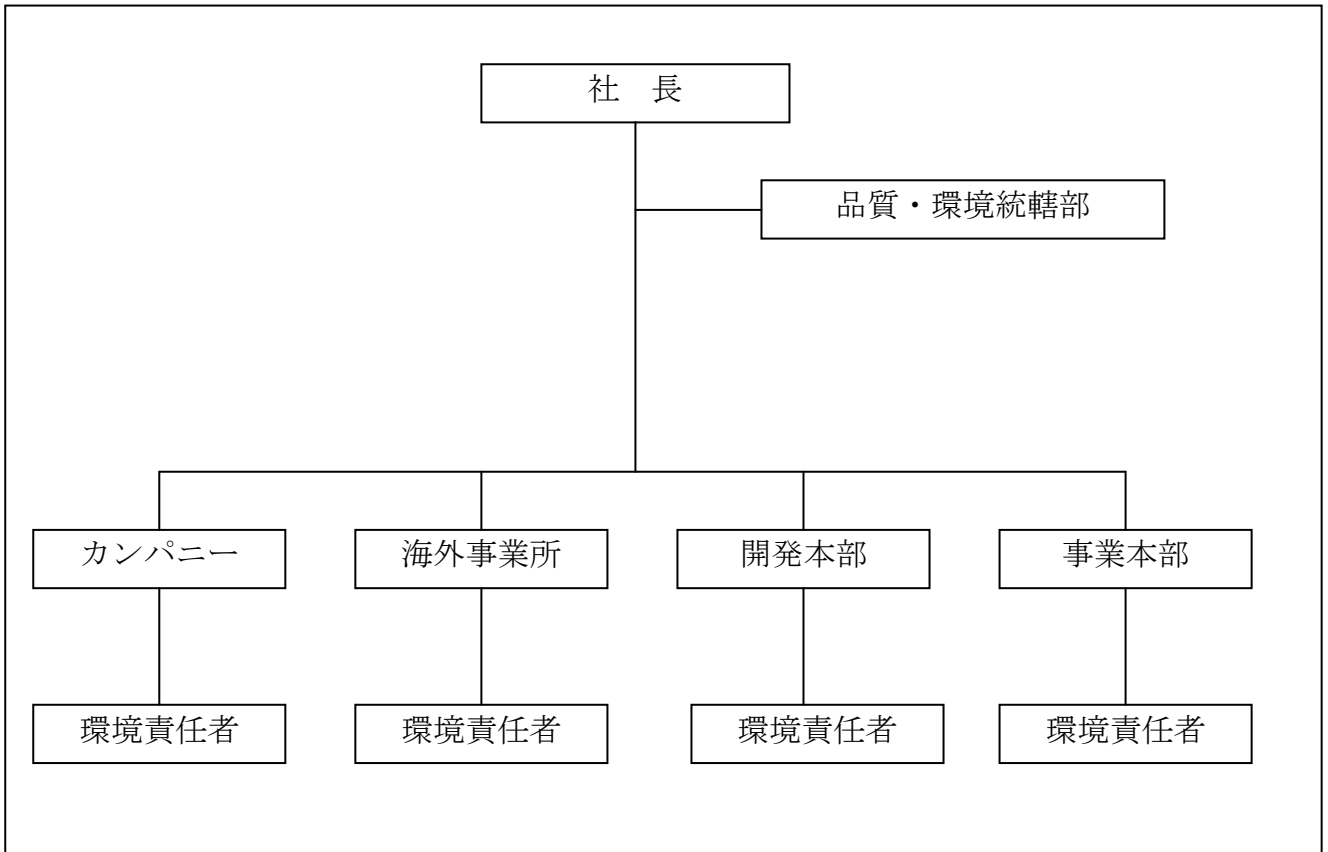 社　長
品質・環境統轄部
カンパニー
海外事業所
開発本部
事業本部
環境責任者
環境責任者
環境責任者
環境責任者